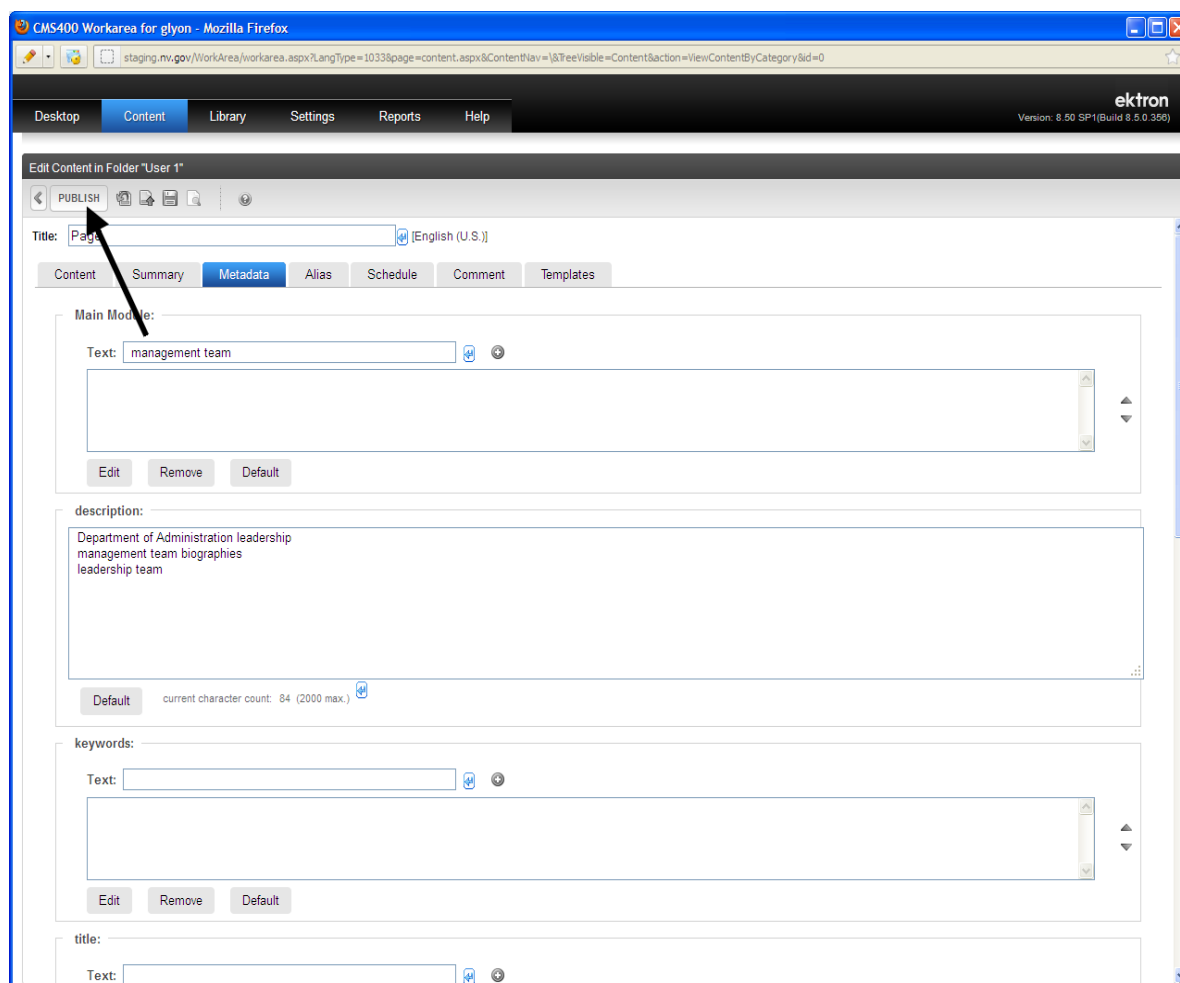 CMS400 Workarea for glyon - Mozilla Firefox
staging.nv.gov/WorkArea/workarea.aspx?LangType=1033&page=content.aspx&ContentNav=\&TreeVisible=Content&action=ViewContentByCategory&id=0
ektron
Desktop Content Library Settings Reports Help
Version: 8.50 SP1(Build 8.5.0.356)
Edit Content in Folder "User 1"
PUBLISH
Title: Page [English (U.S.)]
Content Summary Metadata Alias Schedule Comment Templates
Main Module:
Text: management team
Edit Remove Default
description:
Department of Administration leadership
management team biographies
leadership team
Default current character count: 84 (2000 max.)
keywords:
Text:
Edit Remove Default
title:
Text: